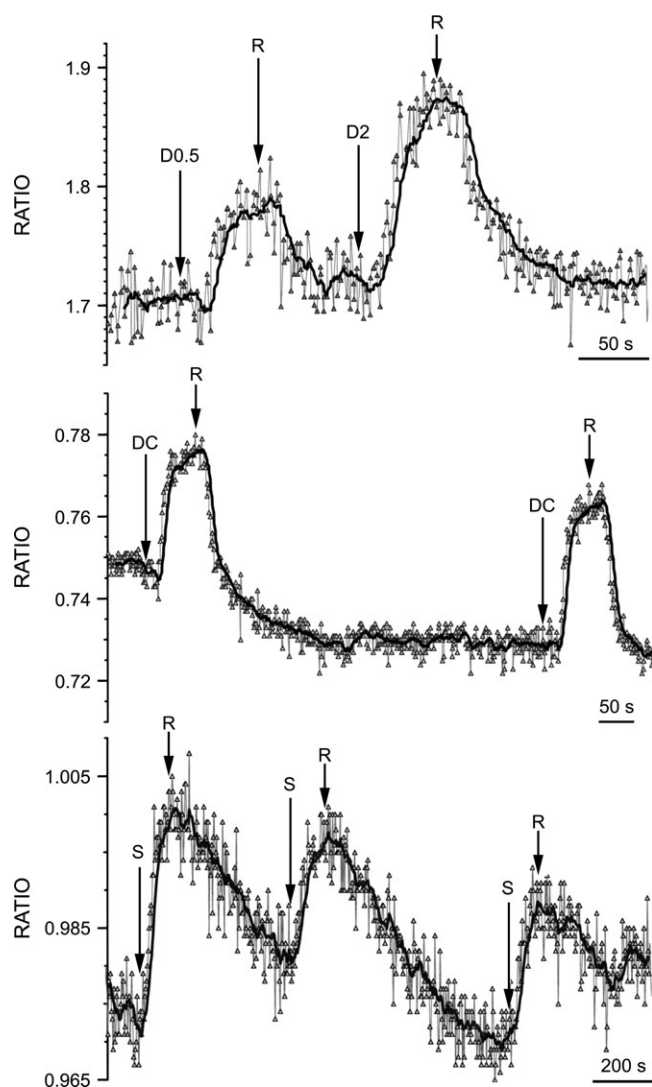 R
R
1.9
D0.5
D2
1.8
RATIO
1.7
50 s
R
0.78
R
DC
DC
0.76
RATIO
0.74
0.72
50 s
R
R
1.005
S
R
S
S
0.985
RATIO
0.965
200 s